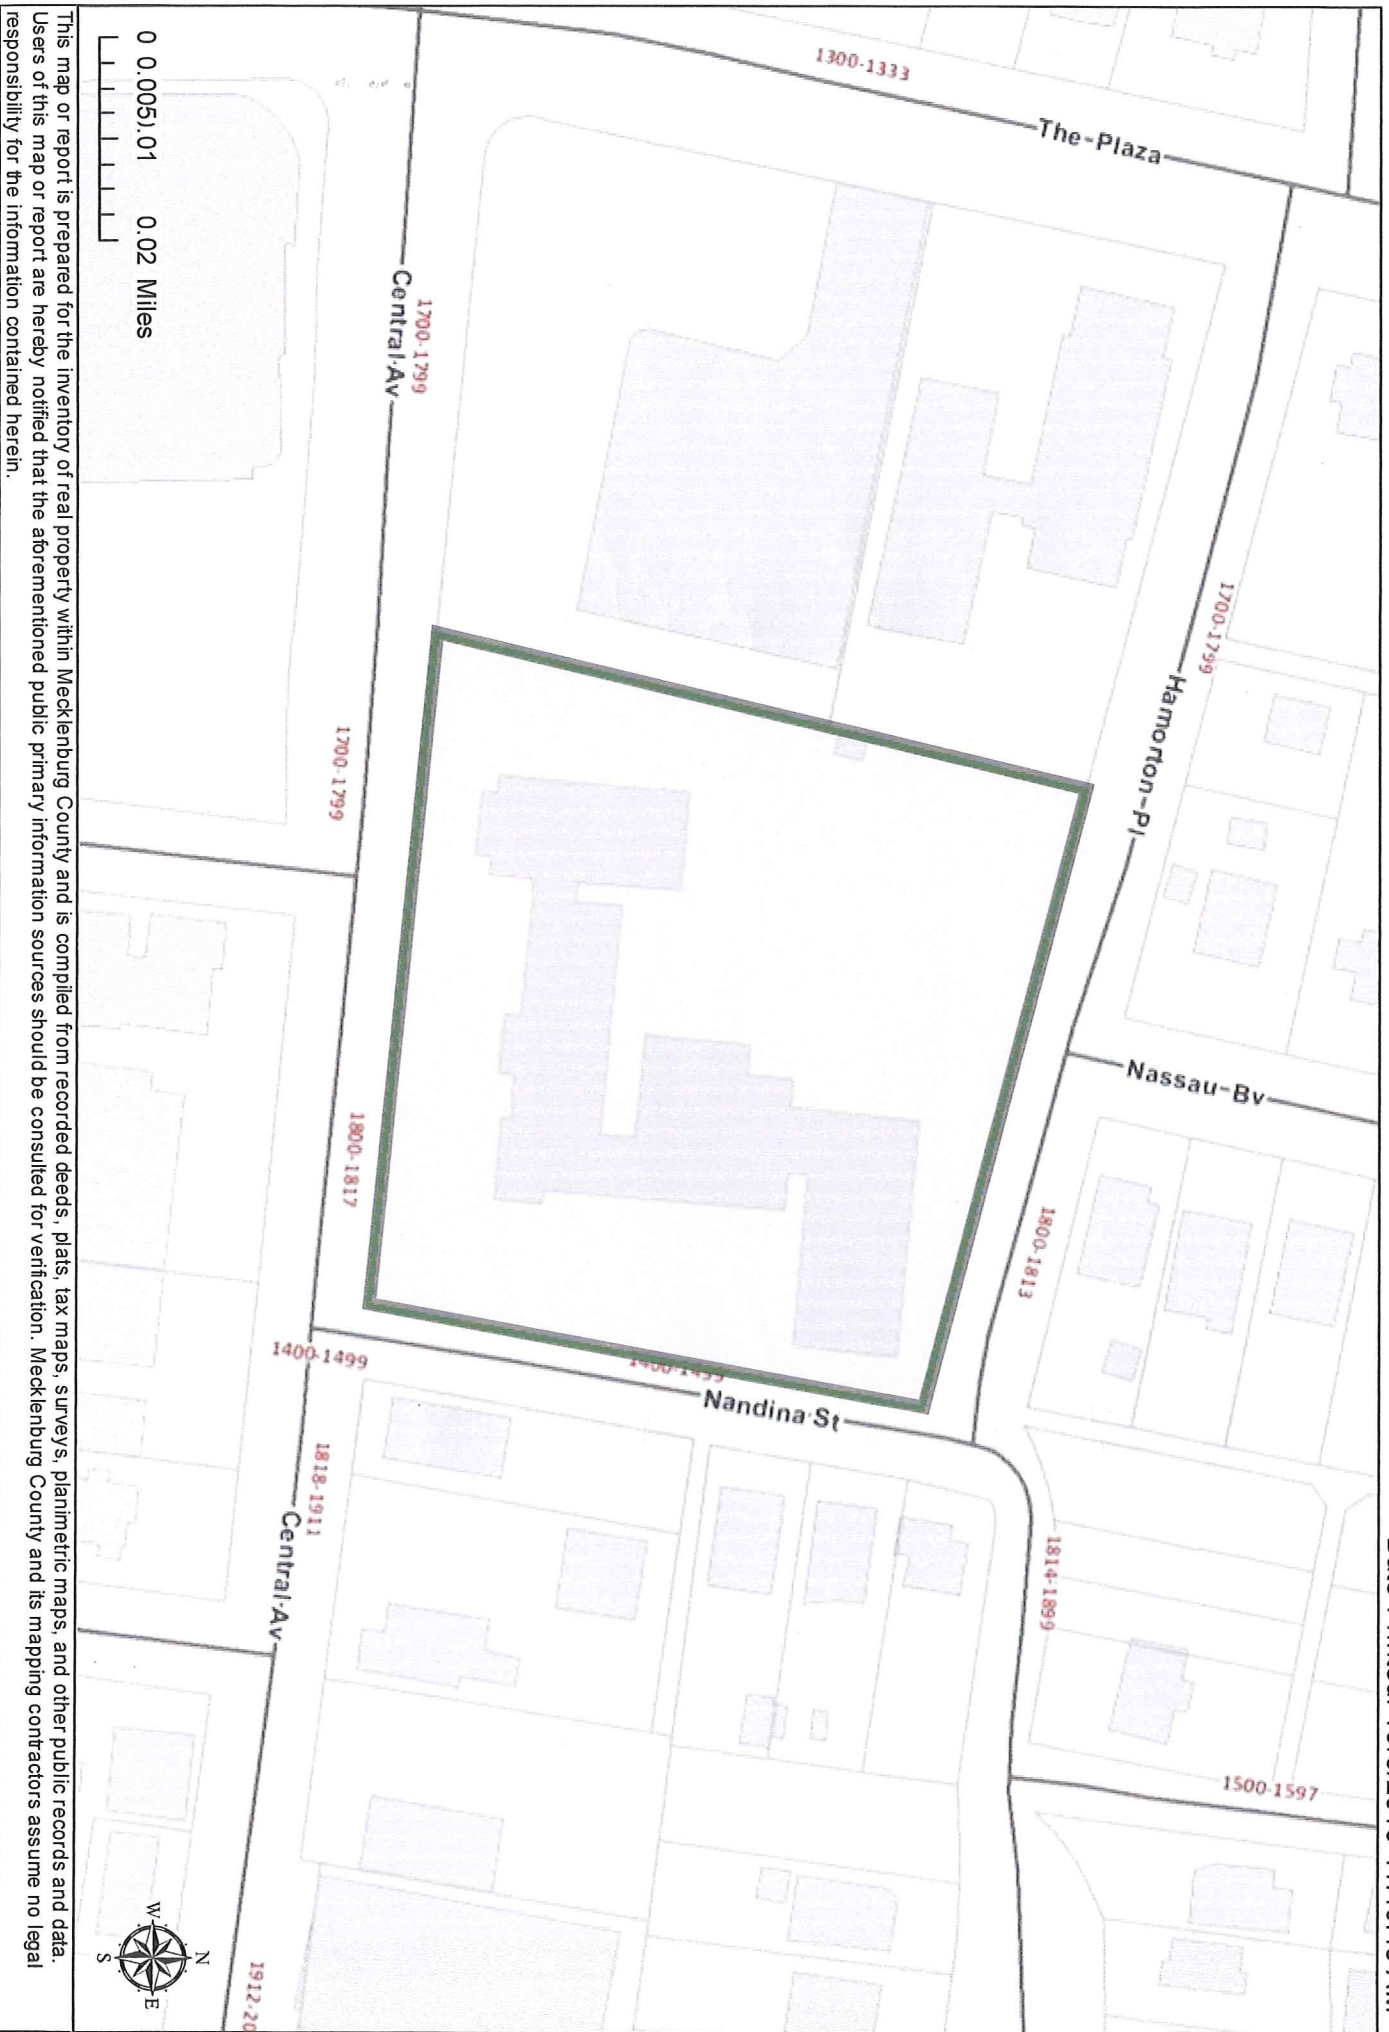 1300-1333
The-Plaza
1700-1799
Hamorton-Pl
Nassau-Bv
1800-1813
1814-1899
1500-1597
1700-1799
Central-Av
1700-1799
1800-1817
1400-1499
1400-1499
Nandina-St
1818-1911
Central-Av
1912-20
0 0.005).01 0.02 Miles
N
W
E
S
This map or report is prepared for the inventory of real property within Mecklenburg County and is compiled from recorded deeds, plats, tax maps, surveys, planimetric maps, and other public records and data.
Users of this map or report are hereby notified that the aforementioned public primary information sources should be consulted for verification. Mecklenburg County and its mapping contractors assume no legal
responsibility for the information contained herein.